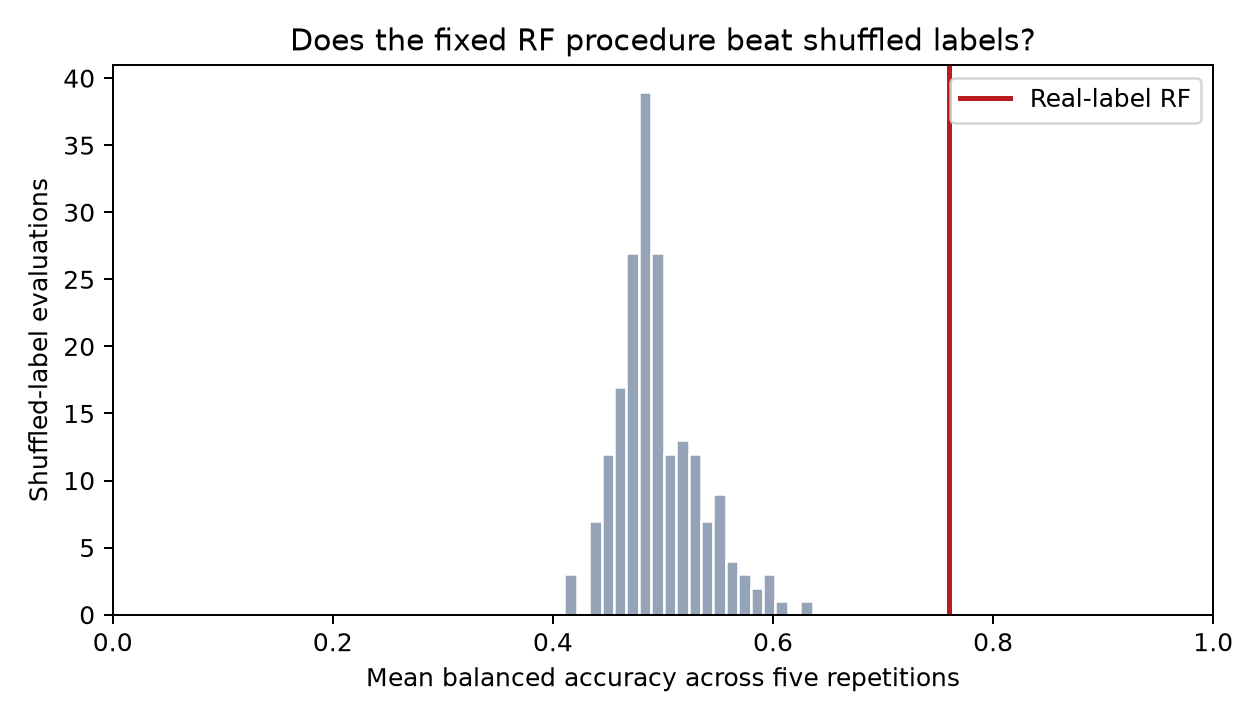 Does the fixed RF procedure beat shuffled labels?
Real-label RF
Shuffled-label evaluations
40
35
30
25
20
15
10
5
0
0.0 0.2 0.4 0.6 0.8 1.0
Mean balanced accuracy across five repetitions